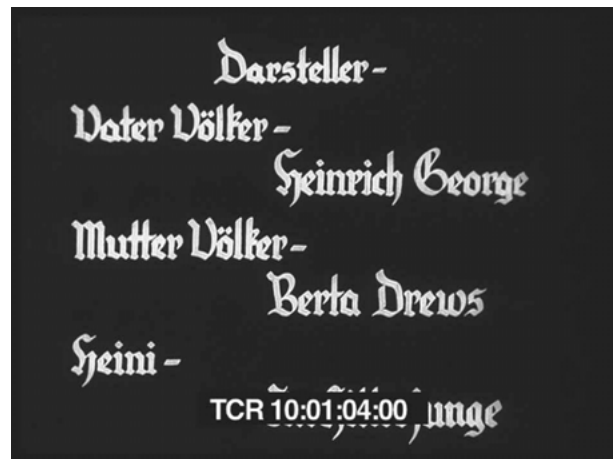 Darsteller-
Vater Völker-
Heinrich George
Mutter Völker-
Berta Drews
Heini-
TCR 10:01:04:00